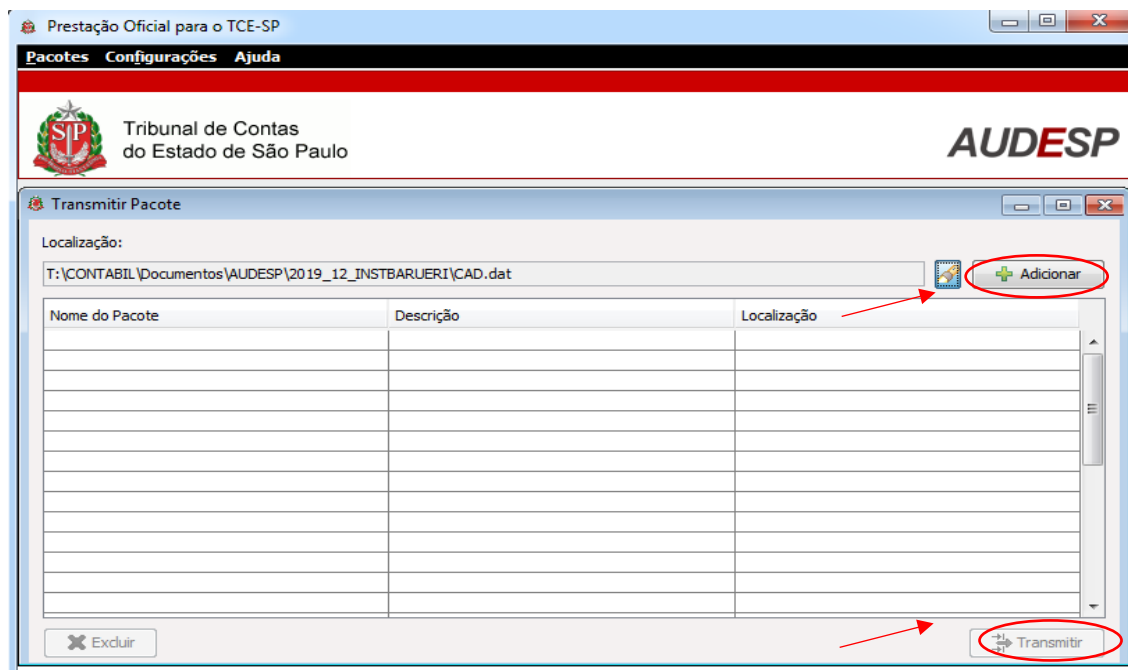 Prestação Oficial para o TCE-SP
Pacotes Configurações Ajuda
SP
Tribunal de Contas
do Estado de São Paulo
AUDESP
Transmitir Pacote
Localização:
T:\CONTABIL\Documentos\AUDESP\2019_12_INSTBARUERI\CAD.dat
Adicionar
Nome do Pacote Descrição Localização
Excluir Transmitir